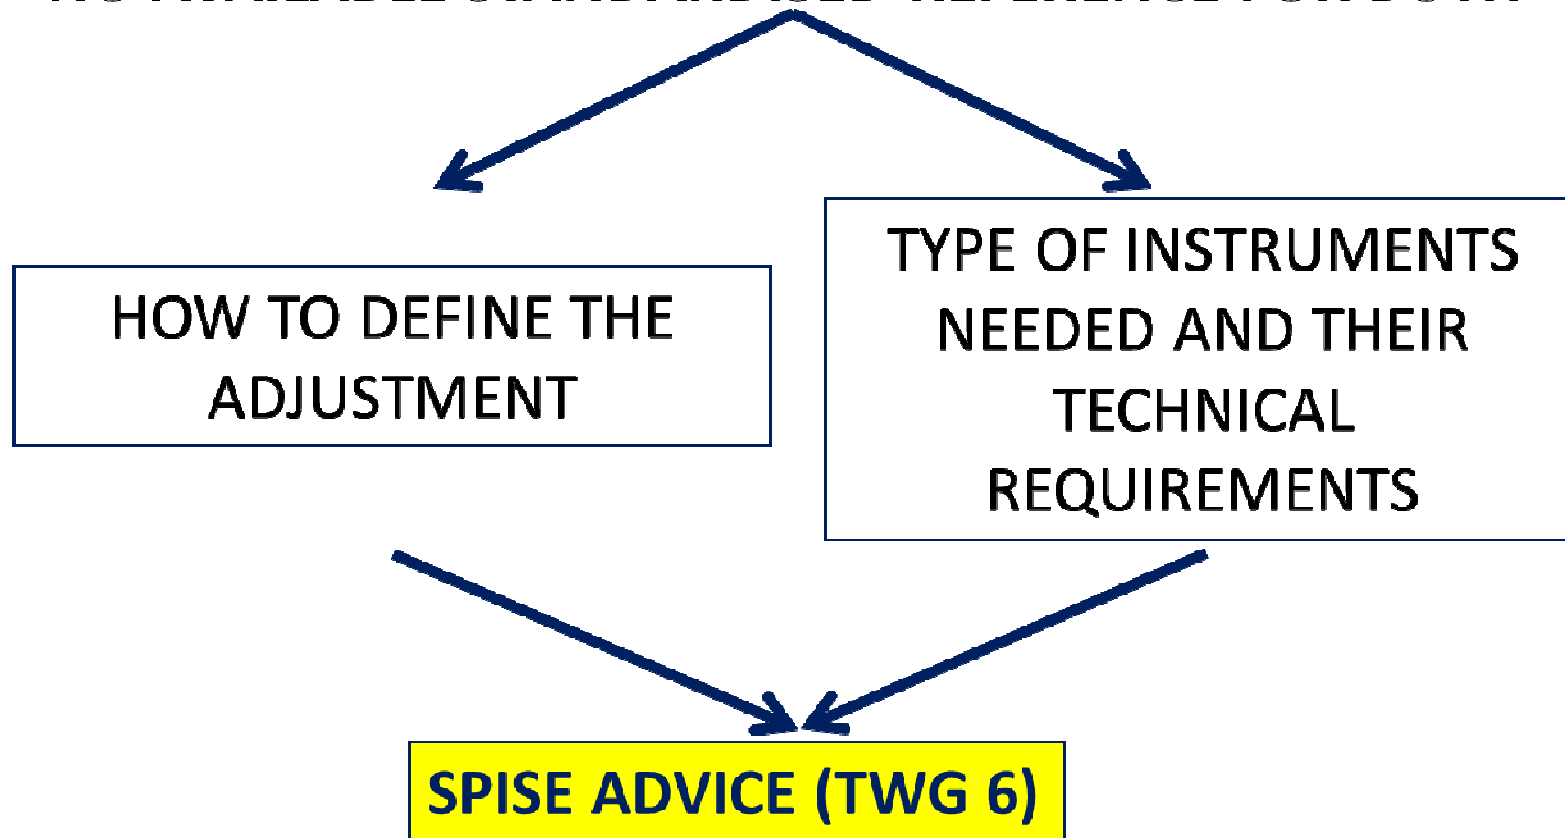 HOW TO DEFINE THE
ADJUSTMENT
TYPE OF INSTRUMENTS
NEEDED AND THEIR
TECHNICAL
REQUIREMENTS
SPISE ADVICE (TWG 6)